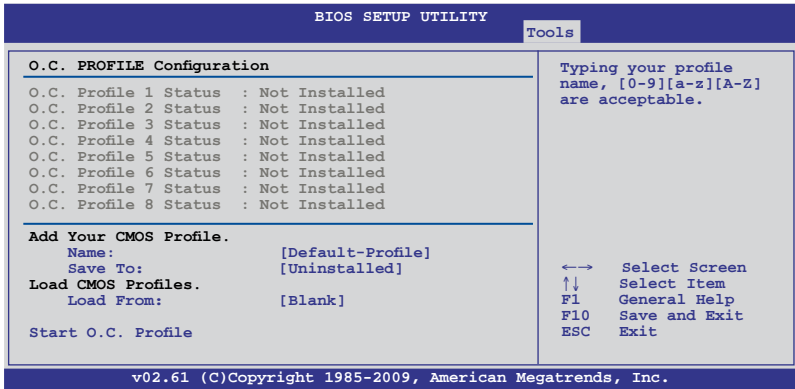 BIOS SETUP UTILITY
Tools
O.C. PROFILE Configuration
O.C. Profile 1 Status : Not Installed
O.C. Profile 2 Status : Not Installed
O.C. Profile 3 Status : Not Installed
O.C. Profile 4 Status : Not Installed
O.C. Profile 5 Status : Not Installed
O.C. Profile 6 Status : Not Installed
O.C. Profile 7 Status : Not Installed
O.C. Profile 8 Status : Not Installed
Add Your CMOS Profile.
Name: [Default-Profile]
Save To: [Uninstalled]
Load CMOS Profiles.
Load From: [Blank]
Start O.C. Profile
Typing your profile
name, [0-9][a-z][A-Z]
are acceptable.
←→ Select Screen
↑↓ Select Item
F1 General Help
F10 Save and Exit
ESC Exit
v02.61 (C)Copyright 1985-2009, American Megatrends, Inc.